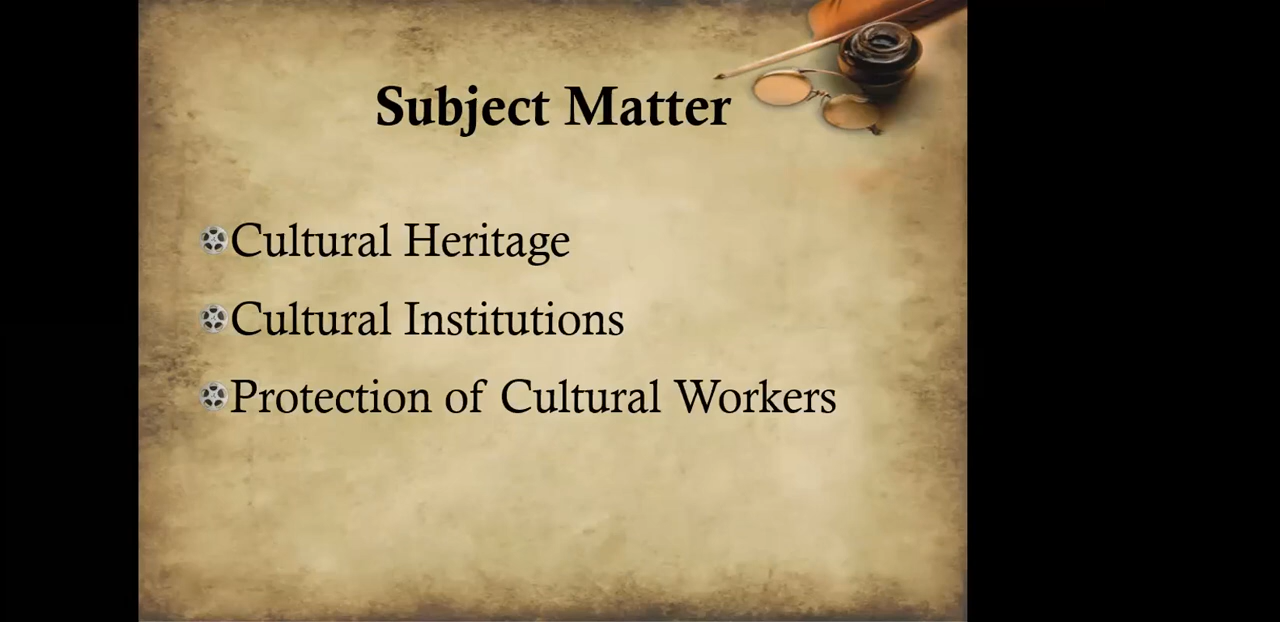 Subject Matter
Cultural Heritage
Cultural Institutions
Protection of Cultural Workers